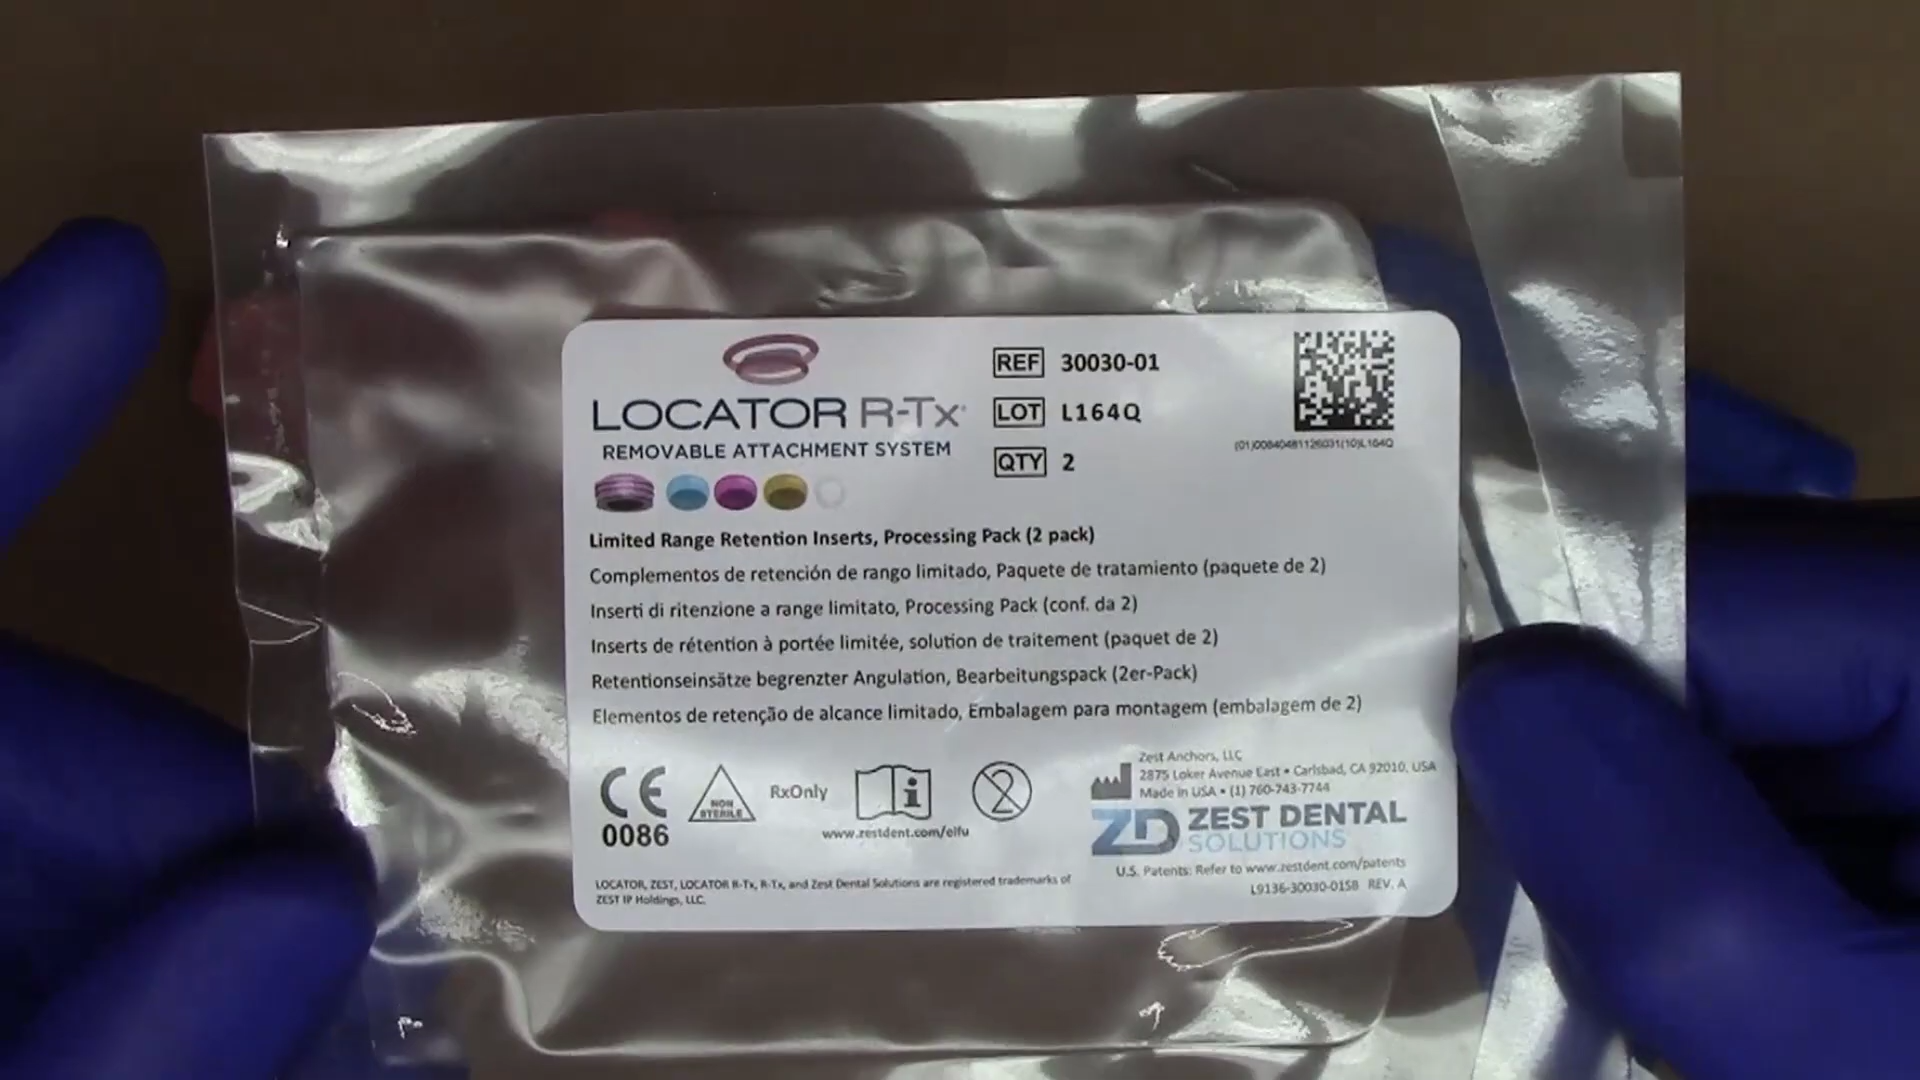 LOCATOR R-Tx®
REMOVABLE ATTACHMENT SYSTEM
REF 30030-01
LOT L164Q
QTY 2
(01)00840481126031(10)L164Q
Limited Range Retention Inserts, Processing Pack (2 pack)
Complementos de retención de rango limitado, Paquete de tratamiento (paquete de 2)
Inserti di ritenzione a range limitato, Processing Pack (conf. da 2)
Inserts de rétention à portée limitée, solution de traitement (paquet de 2)
Retentionseinsätze begrenzter Angulation, Bearbeitungspack (2er-Pack)
Elementos de retenção de alcance limitado, Embalagem para montagem (embalagem de 2)
CE
0086
NON
STERILE
RxOnly
i
www.zestdent.com/eifu
2
Zest Anchors, LLC
2875 Loker Avenue East • Carlsbad, CA 92010, USA
Made in USA • (1) 760-743-7744
ZD ZEST DENTAL
SOLUTIONS
U.S. Patents: Refer to www.zestdent.com/patents
L9136-30030-01SB REV. A
LOCATOR, ZEST, LOCATOR R-Tx, R-Tx, and Zest Dental Solutions are registered trademarks of
ZEST IP Holdings, LLC.